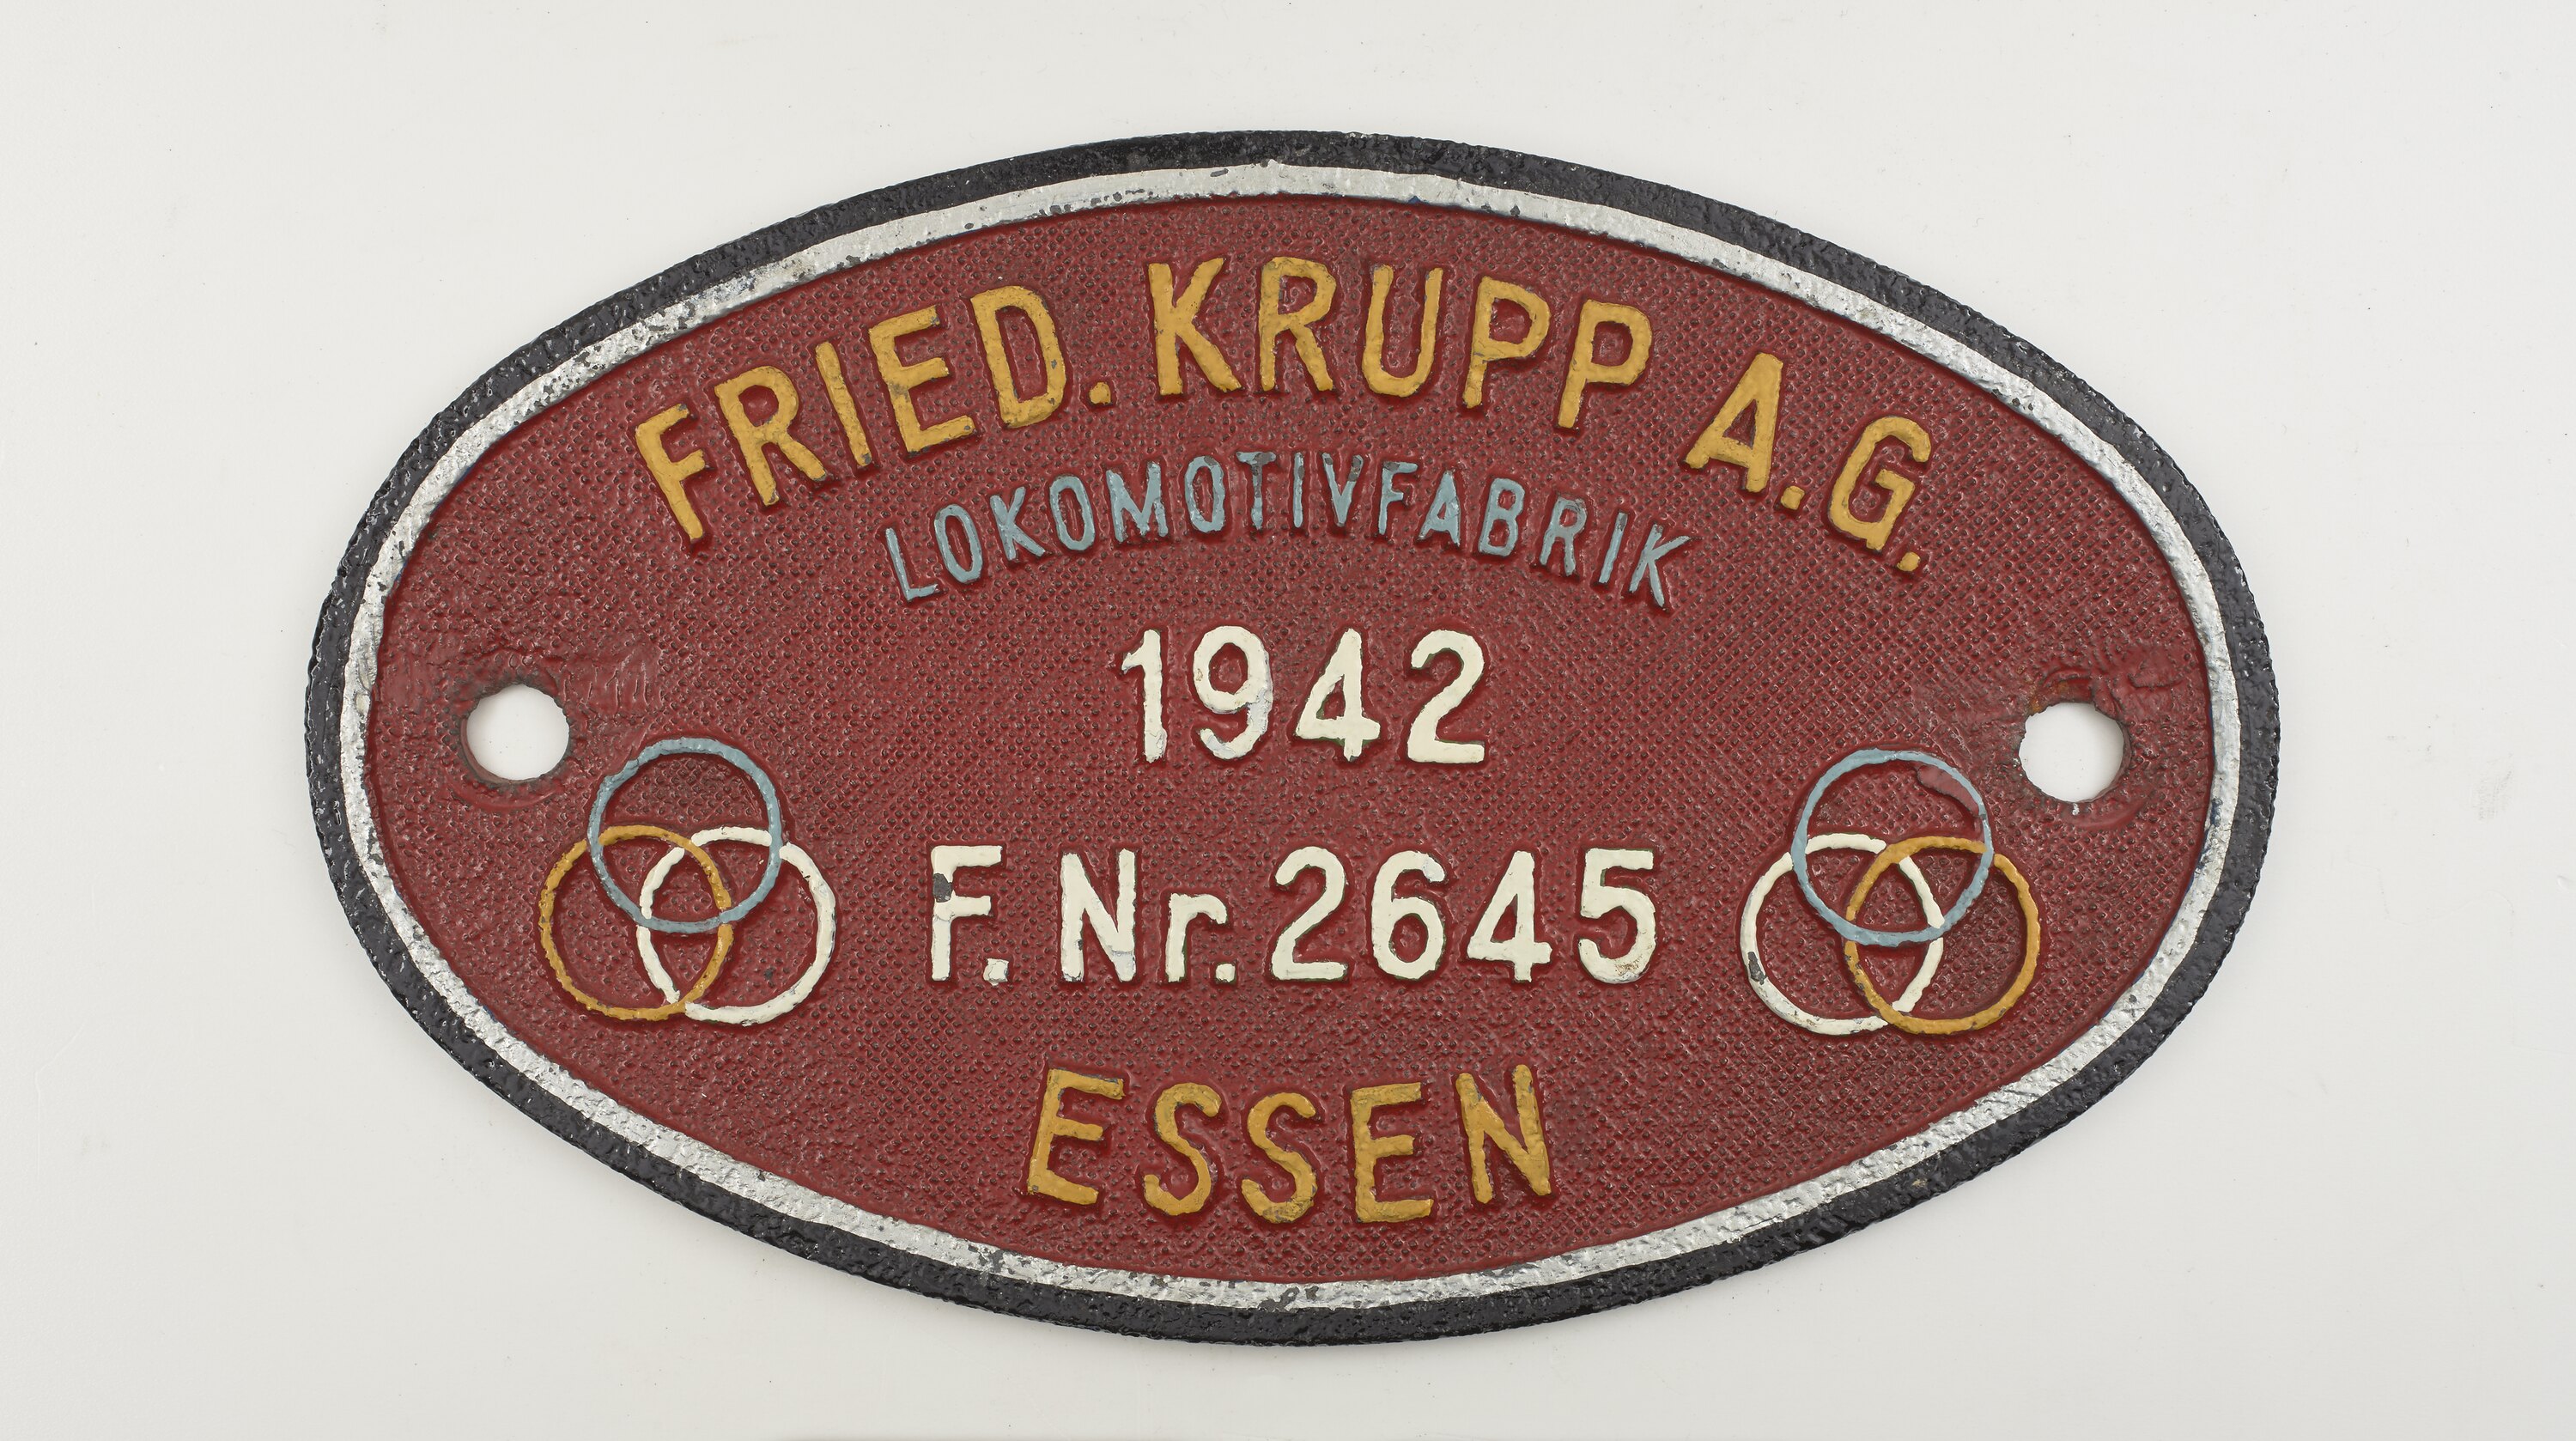 FRIED. KRUPP A.G.
LOKOMOTIVFABRIK
1942
F. Nr. 2645
ESSEN